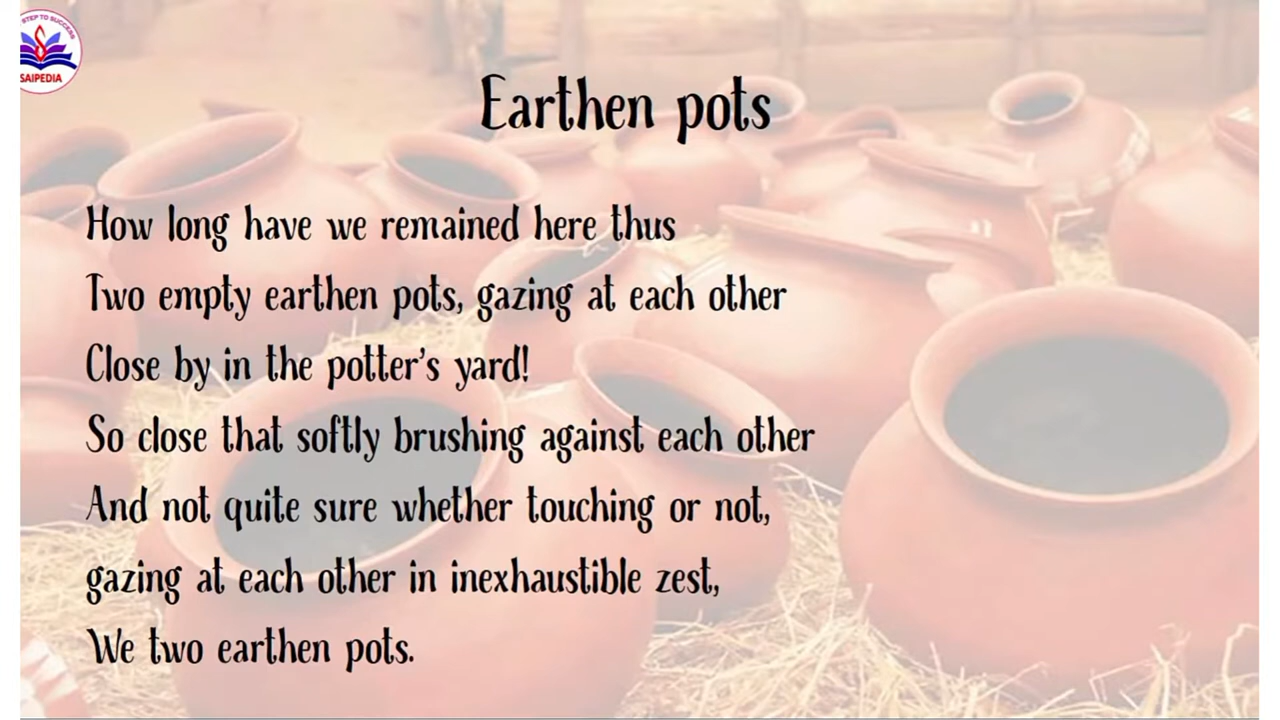 STEP TO SUCCESS
SAIPEDIA
Earthen pots
How long have we remained here thus
Two empty earthen pots, gazing at each other
Close by in the potter's yard!
So close that softly brushing against each other
And not quite sure whether touching or not,
gazing at each other in inexhaustible zest,
We two earthen pots.